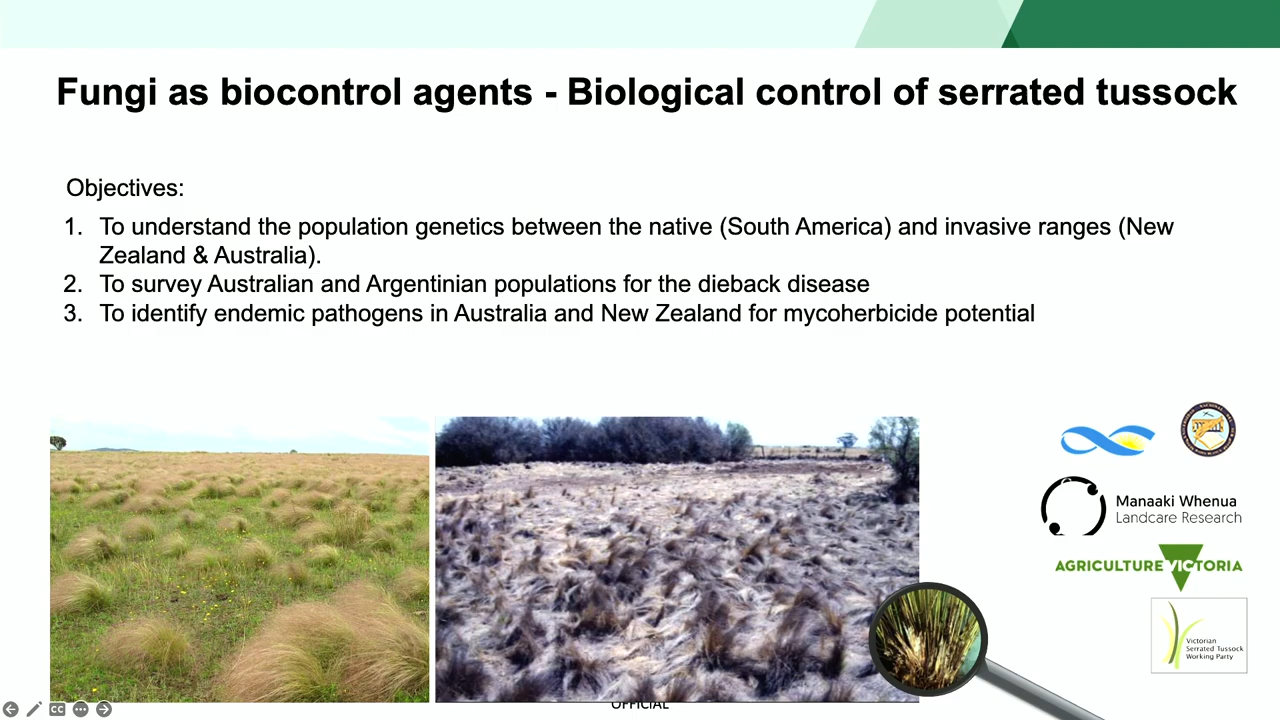 Fungi as biocontrol agents - Biological control of serrated tussock
Objectives:
1. To understand the population genetics between the native (South America) and invasive ranges (New
Zealand & Australia).
2. To survey Australian and Argentinian populations for the dieback disease
3. To identify endemic pathogens in Australia and New Zealand for mycoherbicide potential
Manaaki Whenua
Landcare Research
AGRICULTURE VICTORIA
Victorian
Serrated Tussock
Working Party
OFFICIAL
CC